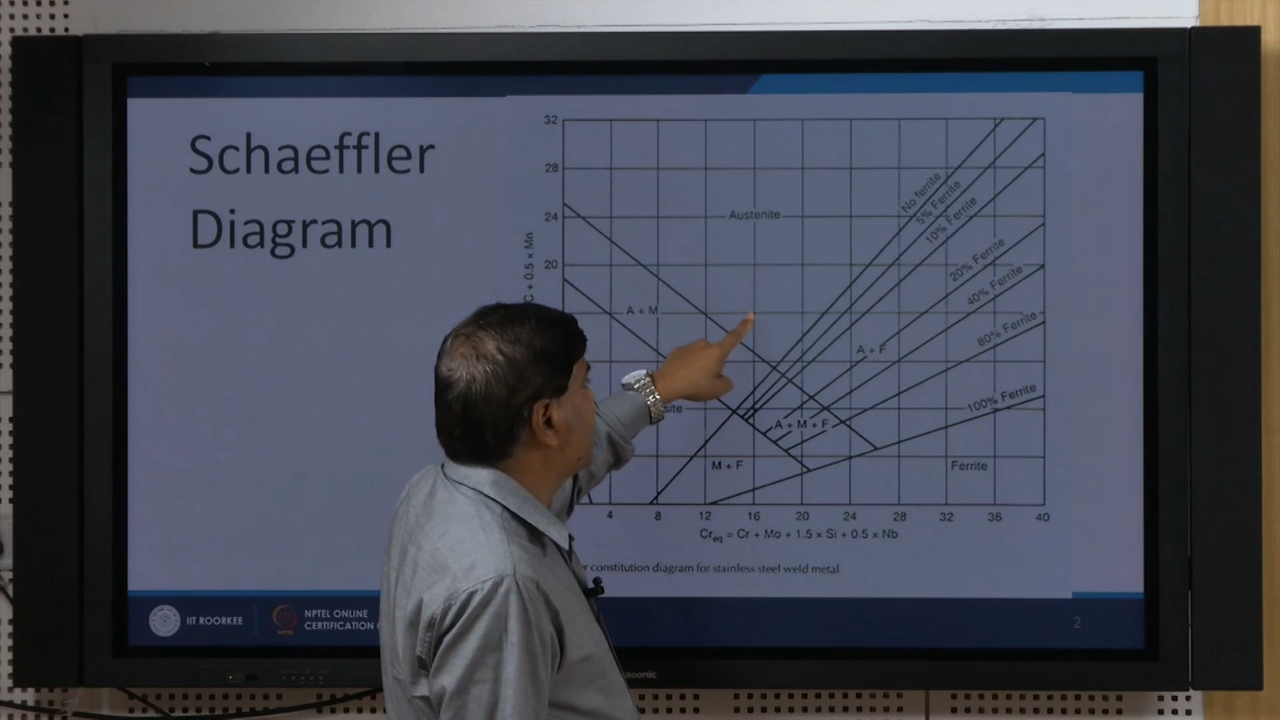 Schaeffler
Diagram
32
28
24
20
C + 0.5 × Mn
Austenite
No ferrite
5% Ferrite
10% Ferrite
20% Ferrite
40% Ferrite
80% Ferrite
100% Ferrite
A + M
A + F
A + M + F
M + F
Ferrite
4 8 12 16 20 24 28 32 36 40
Creq = Cr + Mo + 1.5 × Si + 0.5 × Nb
constitution diagram for stainless steel weld metal
IIT ROORKEE
NPTEL ONLINE
CERTIFICATION
NPTEL
2